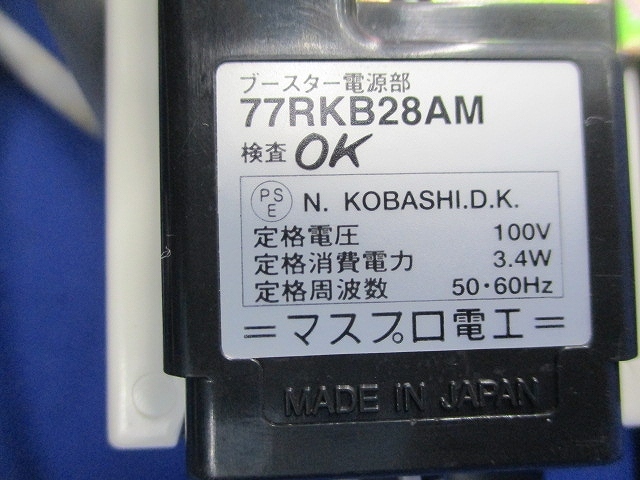 ブースター電源部
77RKB28AM
検査 OK
PS
E
N. KOBASHI.D.K.
定格電圧 100V
定格消費電力 3.4W
定格周波数 50・60Hz
＝マスプロ電工＝
MADE IN JAPAN